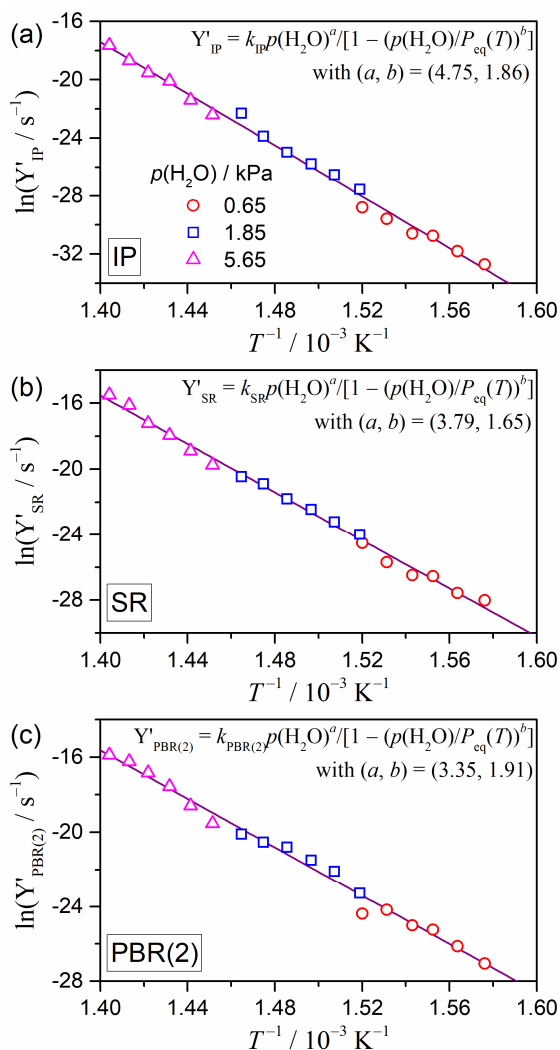 (a)
Y'IP = kIPp(H2O)^a/[1 − (p(H2O)/Peq(T))^b]
with (a, b) = (4.75, 1.86)
ln(Y'IP / s⁻¹)
-16
-20
-24
-28
-32
p(H2O) / kPa
0.65
1.85
5.65
IP
1.40 1.44 1.48 1.52 1.56 1.60
T⁻¹ / 10⁻³ K⁻¹
(b)
Y'SR = kSRp(H2O)^a/[1 − (p(H2O)/Peq(T))^b]
with (a, b) = (3.79, 1.65)
ln(Y'SR / s⁻¹)
-16
-20
-24
-28
SR
1.40 1.44 1.48 1.52 1.56 1.60
T⁻¹ / 10⁻³ K⁻¹
(c)
Y'PBR(2) = kPBR(2)p(H2O)^a/[1 − (p(H2O)/Peq(T))^b]
with (a, b) = (3.35, 1.91)
ln(Y'PBR(2) / s⁻¹)
-16
-20
-24
-28
PBR(2)
1.40 1.44 1.48 1.52 1.56 1.60
T⁻¹ / 10⁻³ K⁻¹